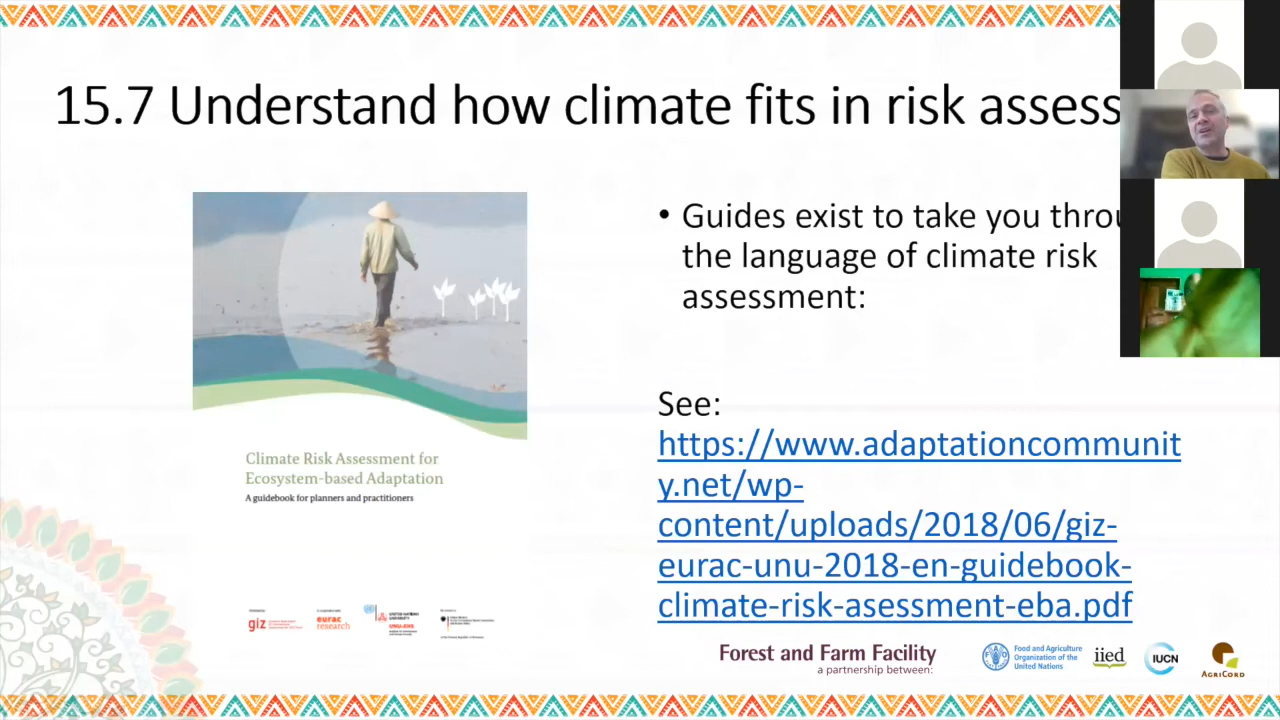 15.7 Understand how climate fits in risk assess
Climate Risk Assessment for
Ecosystem-based Adaptation
A guidebook for planners and practitioners
giz
eurac
research
UNU-EHS
• Guides exist to take you throu
the language of climate risk
assessment:
See:
https://www.adaptationcommunit
y.net/wp-
content/uploads/2018/06/giz-
eurac-unu-2018-en-guidebook-
climate-risk-asessment-eba.pdf
Forest and Farm Facility
a partnership between:
Food and Agriculture
Organization of the
United Nations
iied
IUCN
AGRICORD